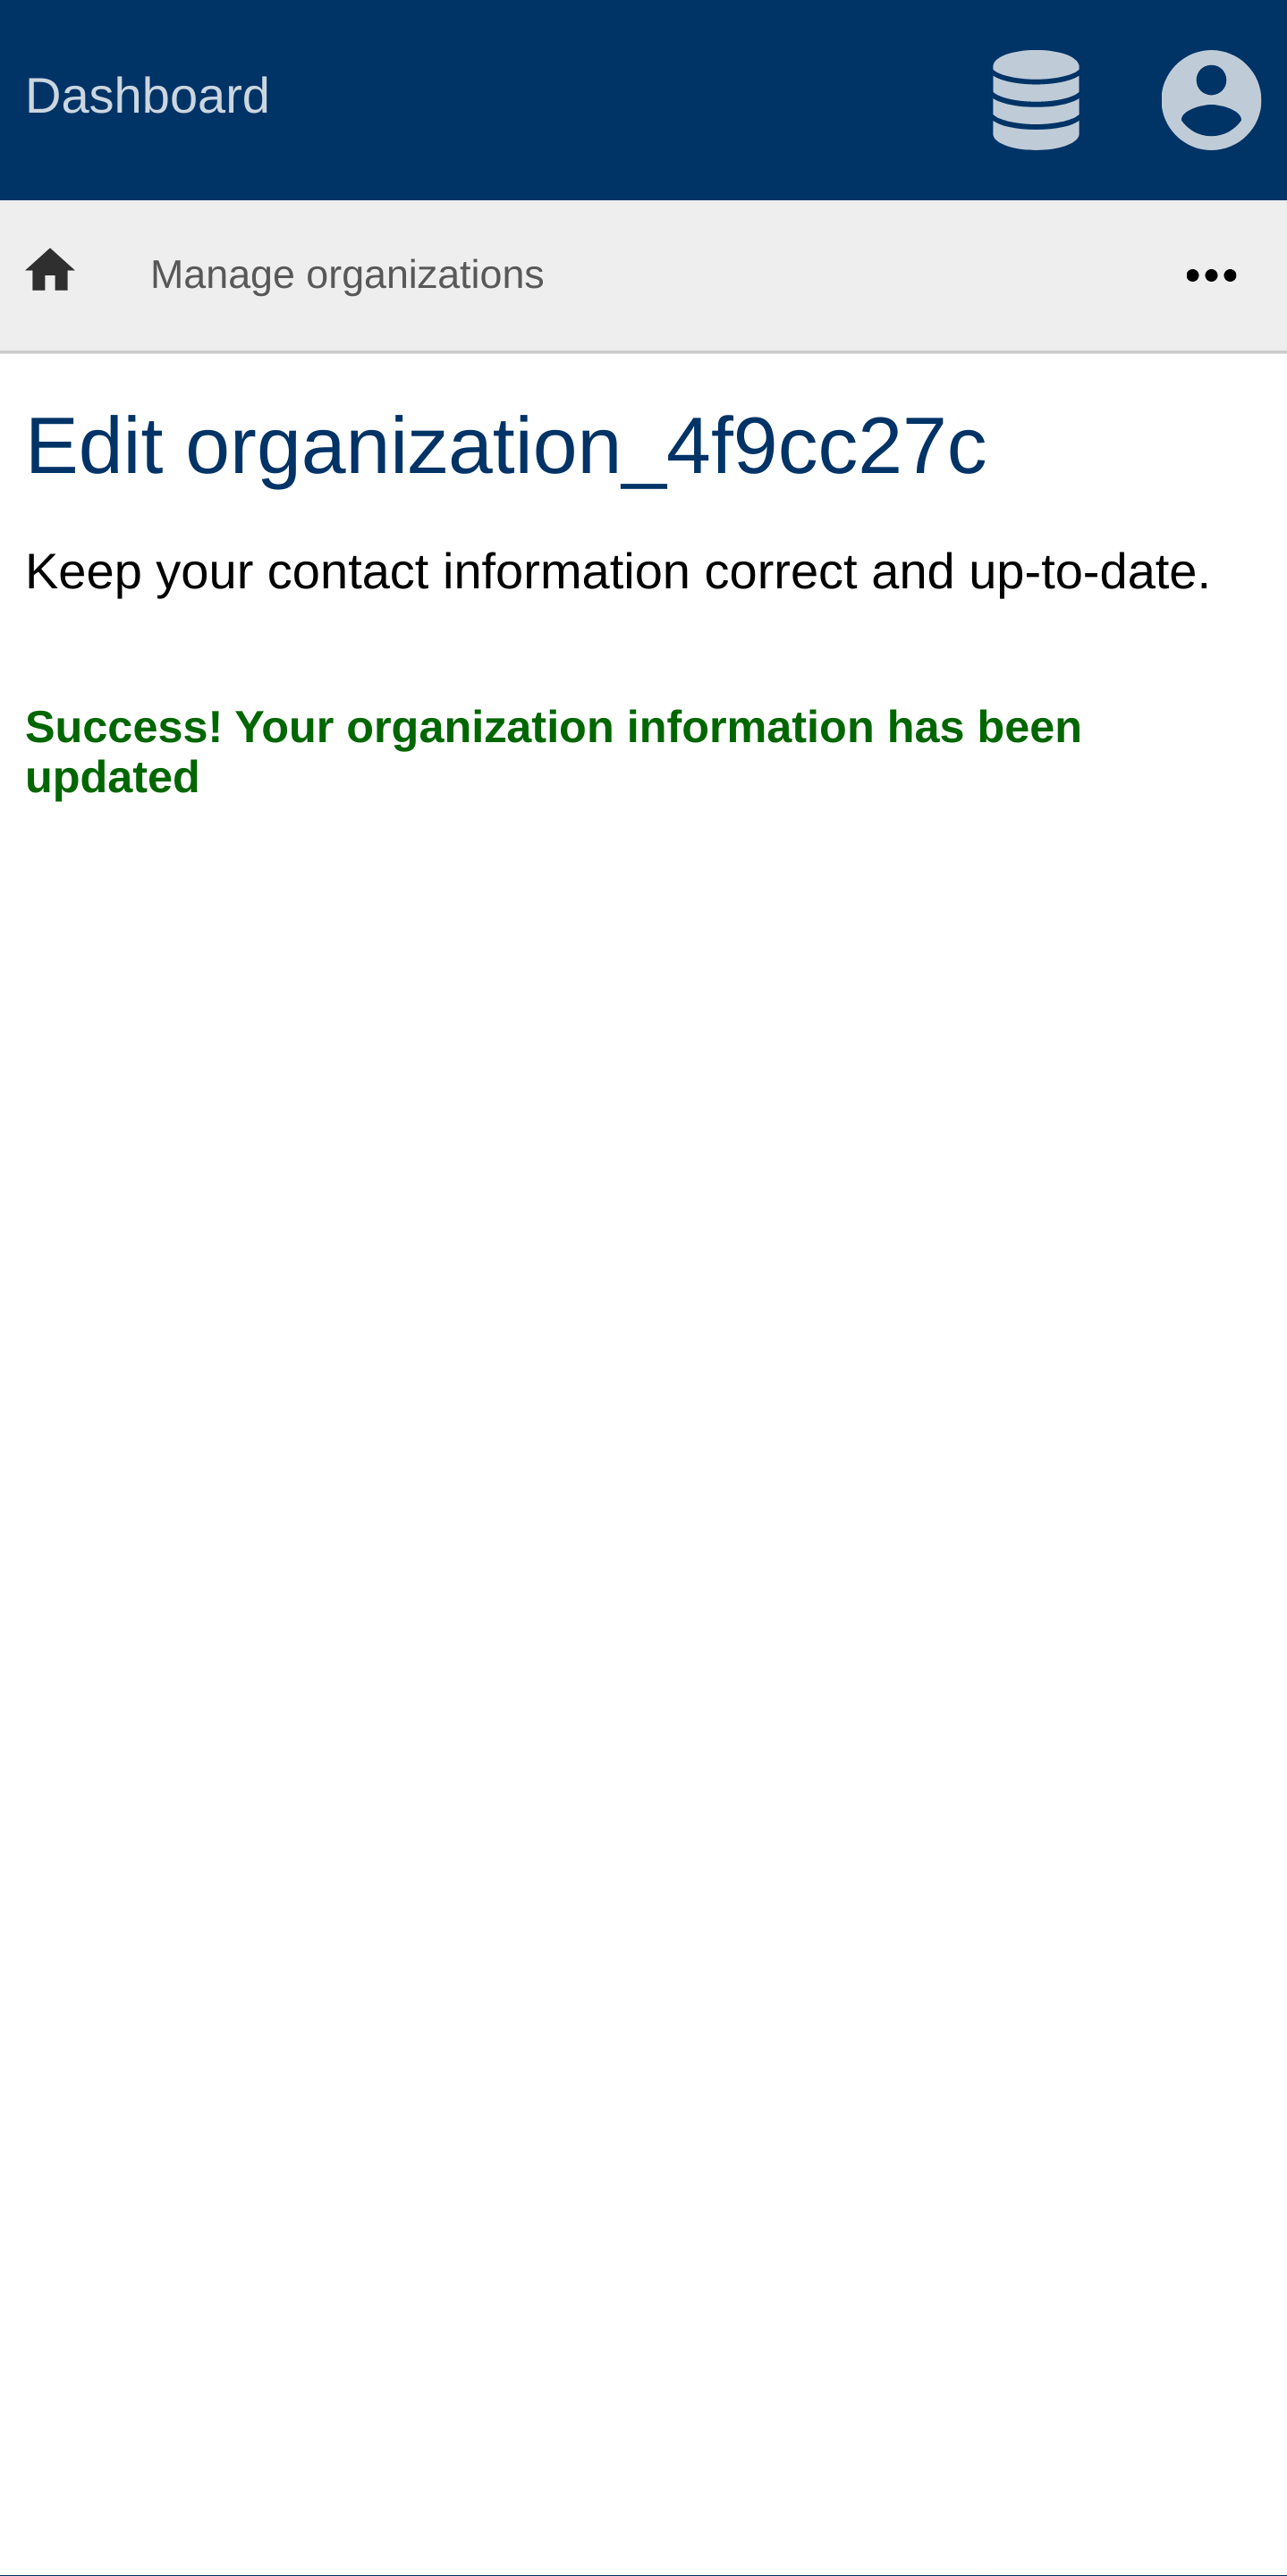 Dashboard
Manage organizations
Edit organization_4f9cc27c
Keep your contact information correct and up-to-date.
Success! Your organization information has been
updated